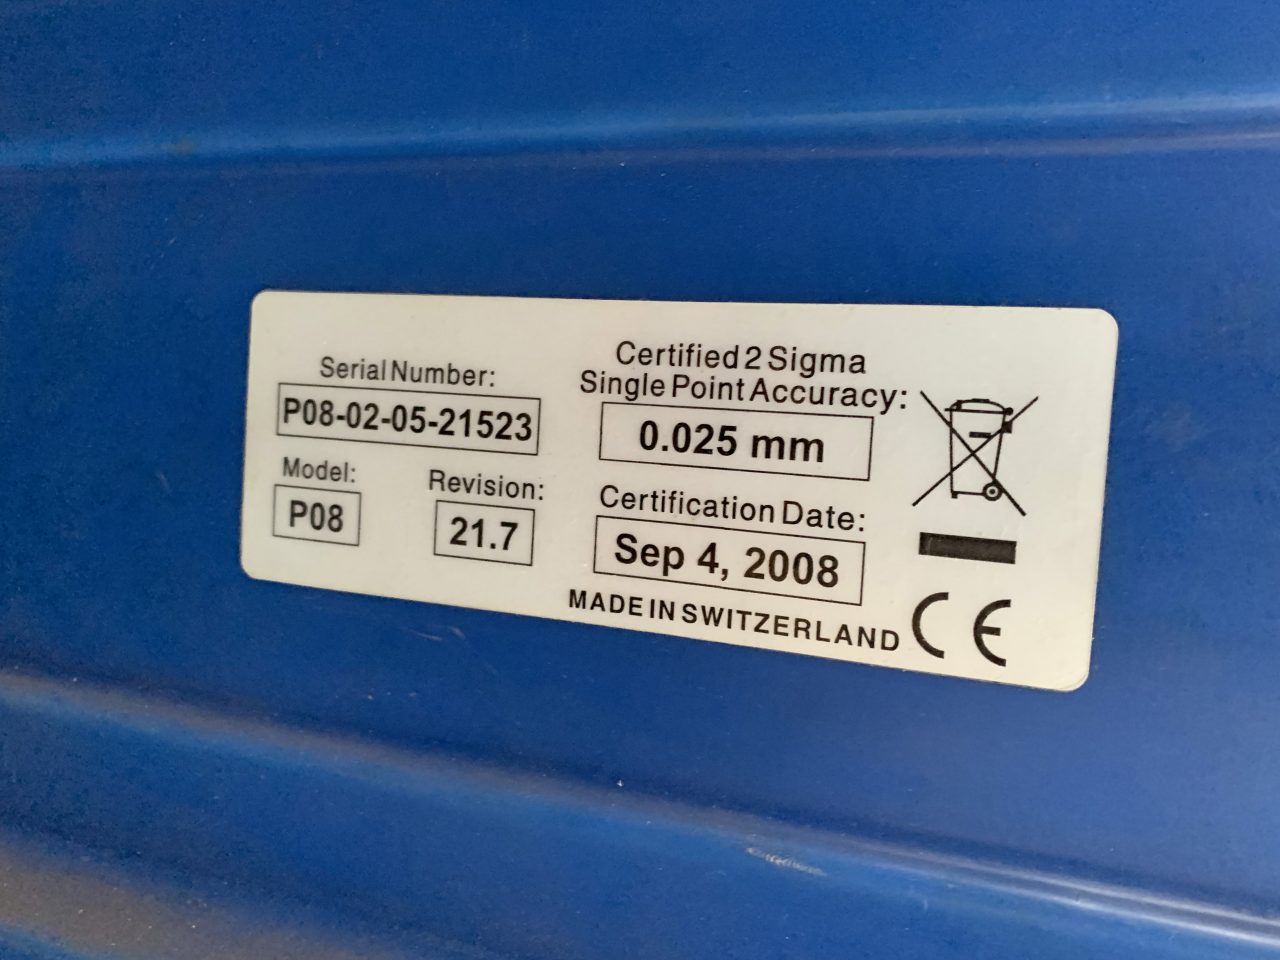 Serial Number:
P08-02-05-21523
Model:
P08
Revision:
21.7
Certified 2 Sigma
Single Point Accuracy:
0.025 mm
Certification Date:
Sep 4, 2008
MADE IN SWITZERLAND
CE